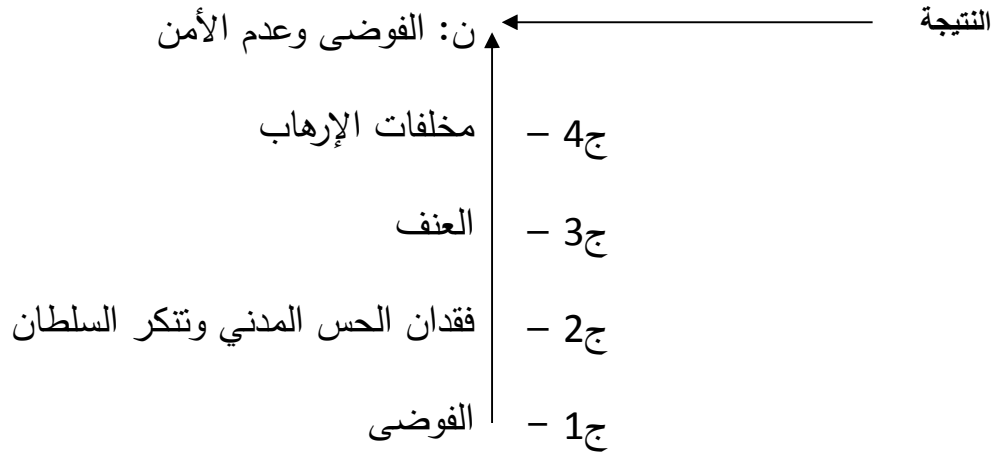 النتيجة
ن: الفوضى وعدم الأمن
ج4 – مخلفات الإرهاب
ج3 – العنف
ج2 – فقدان الحس المدني وتنكر السلطان
ج1 – الفوضى